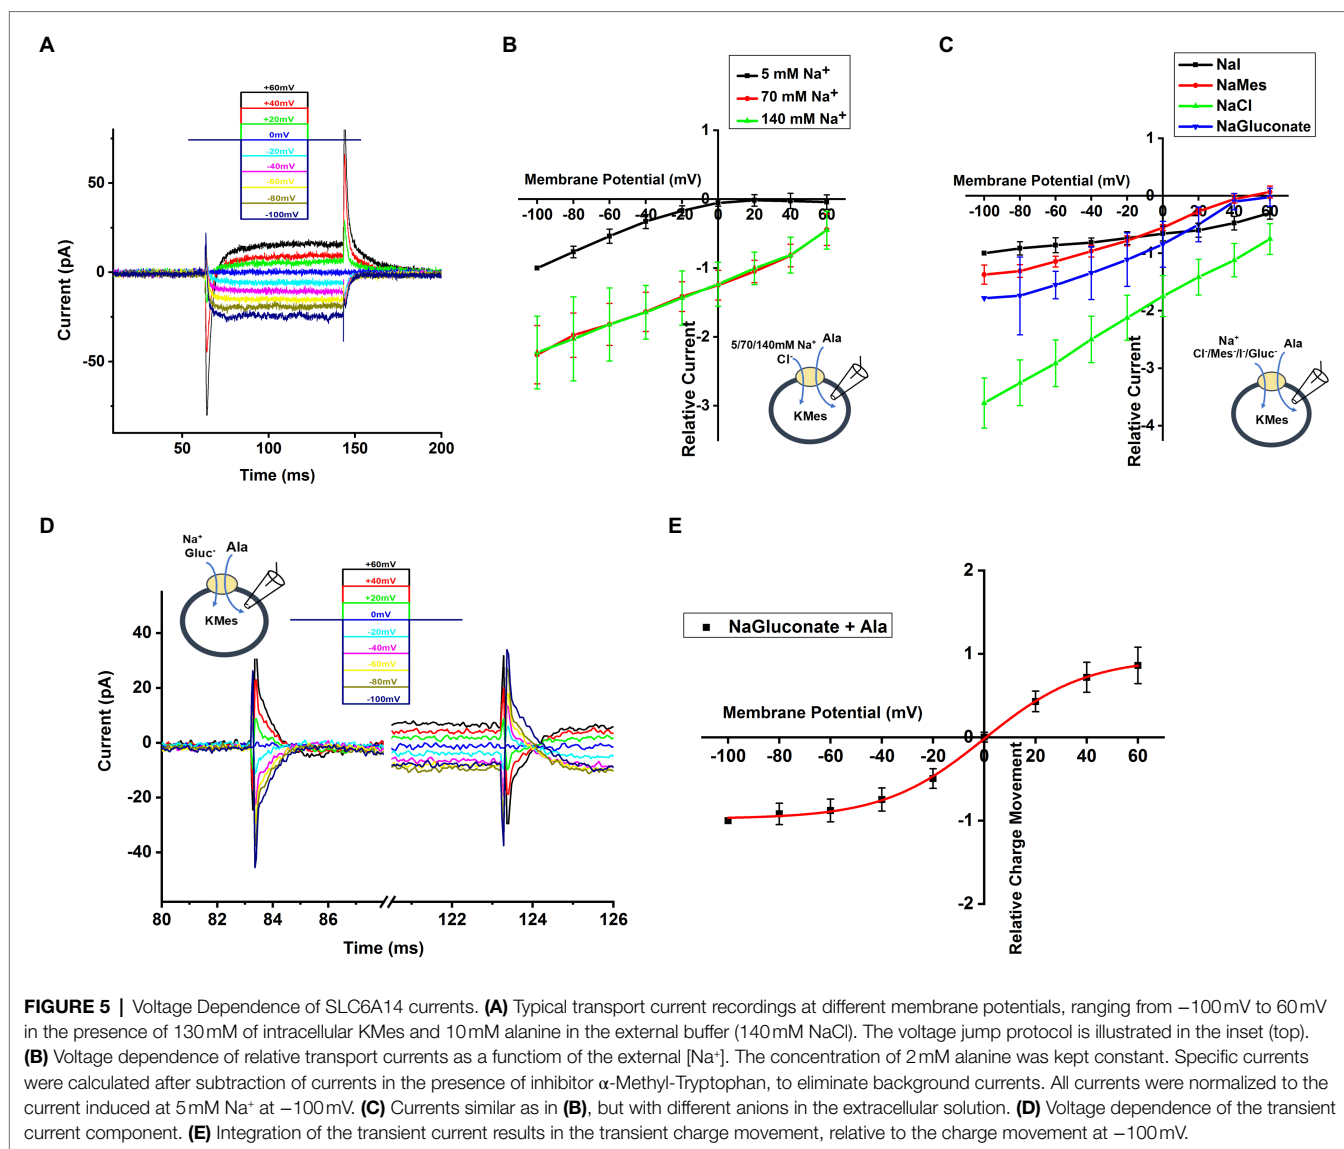 A
+60mV
+40mV
+20mV
0mV
-20mV
-40mV
-60mV
-80mV
-100mV
50
0
-50
Current (pA)
50
100
150
200
Time (ms)
B
5 mM Na⁺
70 mM Na⁺
140 mM Na⁺
Membrane Potential (mV)
1
0
-100 -80 -60 -40 -20 0 20 40 60
-1
-2
-3
Relative Current
5/70/140mM Na⁺
Cl⁻
Ala
KMes
C
NaI
NaMes
NaCl
NaGluconate
Membrane Potential (mV)
1
0
-100 -80 -60 -40 -20 0 20 40 60
-1
-2
-3
-4
Relative Current
Na⁺
Cl⁻/Mes⁻/I⁻/Gluc⁻
Ala
KMes
D
Na⁺
Gluc⁻
Ala
KMes
+60mV
+40mV
+20mV
0mV
-20mV
-40mV
-60mV
-80mV
-100mV
40
20
0
-20
-40
Current (pA)
80 82 84 86 122 124 126
Time (ms)
E
NaGluconate + Ala
Membrane Potential (mV)
2
1
0
-1
-2
-100 -80 -60 -40 -20 0 20 40 60
Relative Charge Movement
FIGURE 5 | Voltage Dependence of SLC6A14 currents. (A) Typical transport current recordings at different membrane potentials, ranging from −100 mV to 60 mV
in the presence of 130 mM of intracellular KMes and 10 mM alanine in the external buffer (140 mM NaCl). The voltage jump protocol is illustrated in the inset (top).
(B) Voltage dependence of relative transport currents as a functiom of the external [Na⁺]. The concentration of 2 mM alanine was kept constant. Specific currents
were calculated after subtraction of currents in the presence of inhibitor α-Methyl-Tryptophan, to eliminate background currents. All currents were normalized to the
current induced at 5 mM Na⁺ at −100 mV. (C) Currents similar as in (B), but with different anions in the extracellular solution. (D) Voltage dependence of the transient
current component. (E) Integration of the transient current results in the transient charge movement, relative to the charge movement at −100 mV.